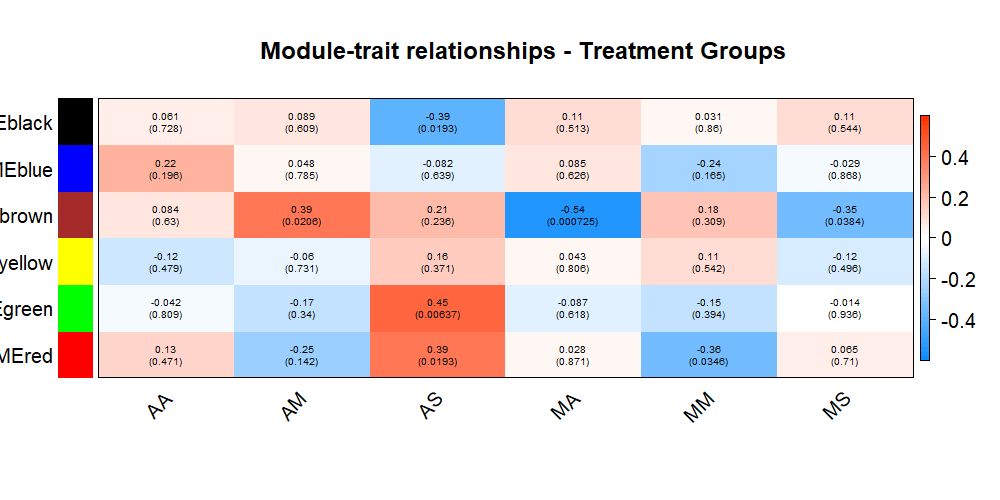 Module-trait relationships - Treatment Groups
Eblack 0.061 0.089 -0.39 0.11 0.031 0.11
(0.728) (0.609) (0.0193) (0.513) (0.86) (0.544)
MEblue 0.22 0.048 -0.082 0.085 -0.24 -0.029
(0.196) (0.785) (0.639) (0.626) (0.165) (0.868)
brown 0.084 0.39 0.21 -0.54 0.18 -0.35
(0.63) (0.0206) (0.236) (0.000725) (0.309) (0.0384)
yellow -0.12 -0.06 0.16 0.043 0.11 -0.12
(0.479) (0.731) (0.371) (0.806) (0.542) (0.496)
Egreen -0.042 -0.17 0.45 -0.087 -0.15 -0.014
(0.809) (0.34) (0.00637) (0.618) (0.394) (0.936)
MEred 0.13 -0.25 0.39 0.028 -0.36 0.065
(0.471) (0.142) (0.0193) (0.871) (0.0346) (0.71)
AA AM AS MA MM MS
0.4
0.2
0
-0.2
-0.4